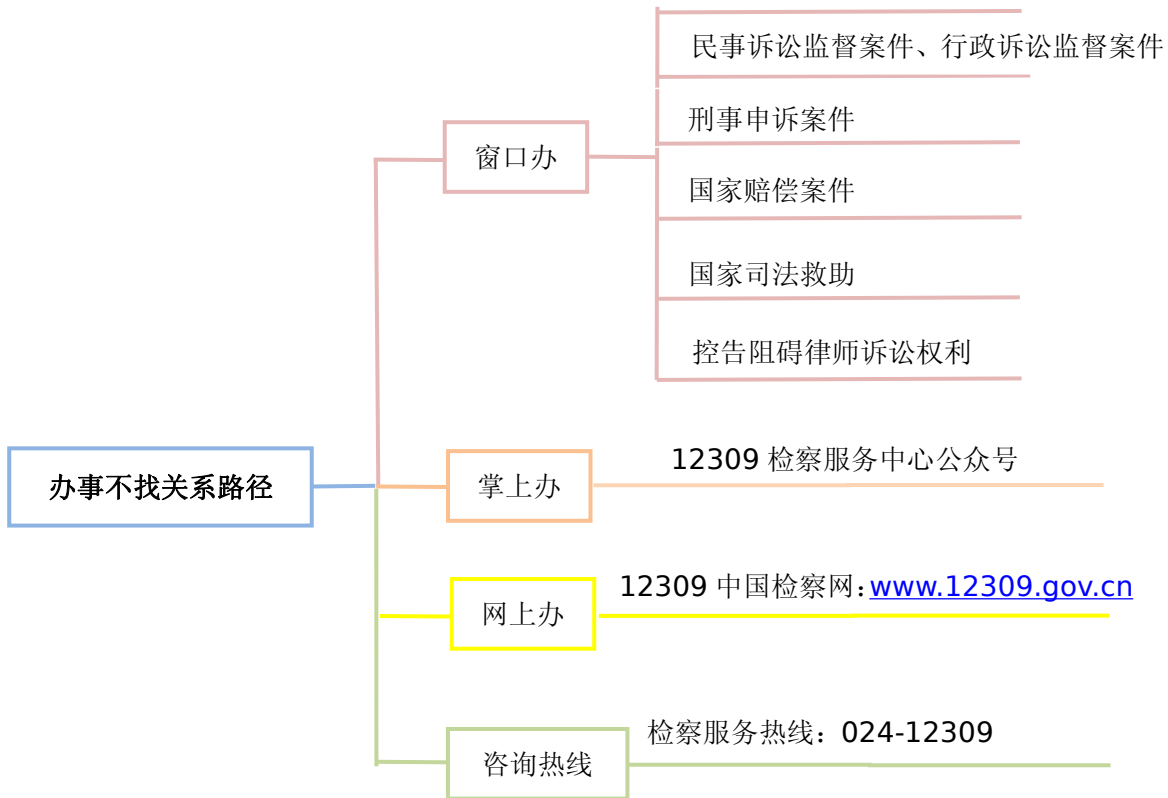 民事诉讼监督案件、行政诉讼监督案件
刑事申诉案件
窗口办
国家赔偿案件
国家司法救助
控告阻碍律师诉讼权利
12309 检察服务中心公众号
办事不找关系路径
掌上办
12309 中国检察网：www.12309.gov.cn
网上办
检察服务热线：024-12309
咨询热线